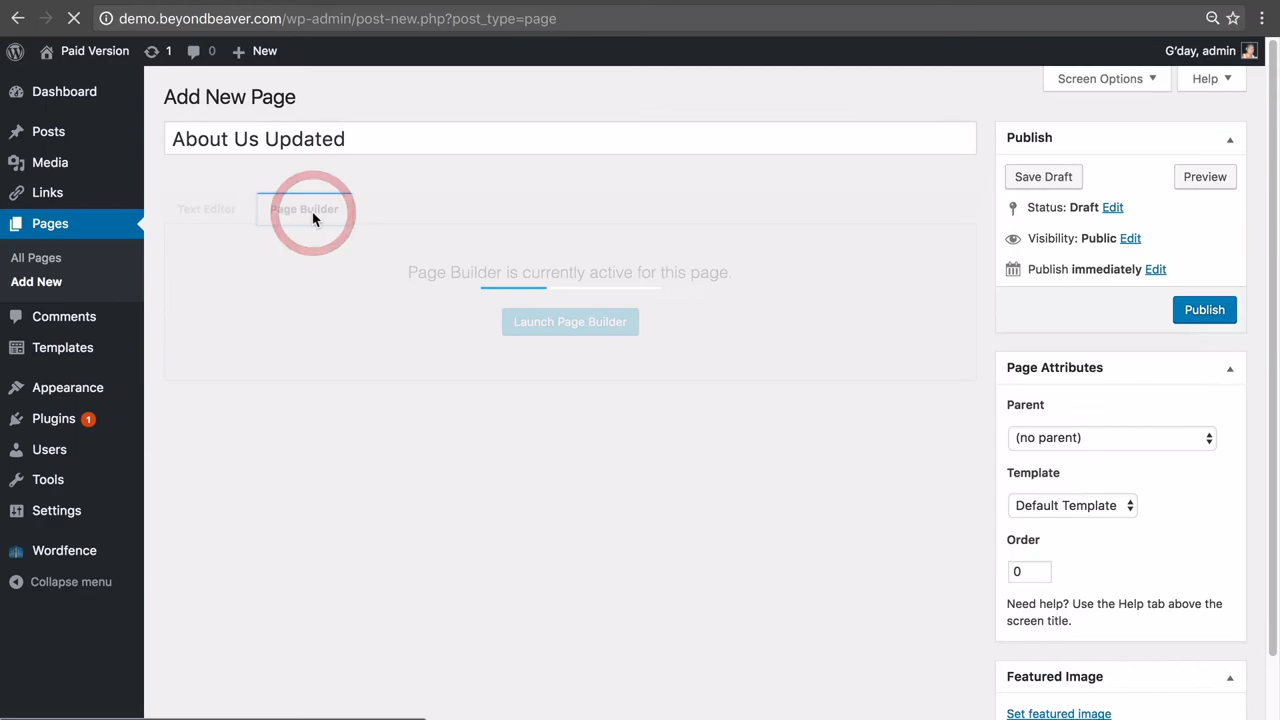 demo.beyondbeaver.com/wp-admin/post-new.php?post_type=page
Paid Version
1
0
New
G'day, admin
Dashboard
Posts
Media
Links
Pages
All Pages
Add New
Comments
Templates
Appearance
Plugins 1
Users
Tools
Settings
Wordfence
Collapse menu
Screen Options
Help
Add New Page
About Us Updated
Text Editor
Page Builder
Page Builder is currently active for this page.
Launch Page Builder
Publish
Save Draft
Preview
Status: Draft Edit
Visibility: Public Edit
Publish immediately Edit
Publish
Page Attributes
Parent
(no parent)
Template
Default Template
Order
0
Need help? Use the Help tab above the
screen title.
Featured Image
Set featured image